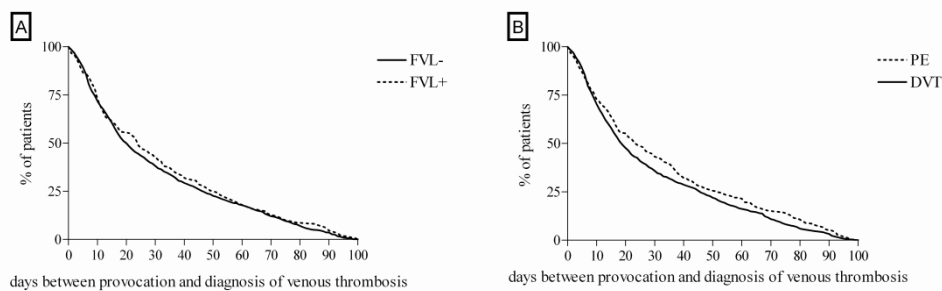 A
100
75
50
25
0
% of patients
0 10 20 30 40 50 60 70 80 90 100
days between provocation and diagnosis of venous thrombosis
FVL-
FVL+
B
100
75
50
25
0
% of patients
0 10 20 30 40 50 60 70 80 90 100
days between provocation and diagnosis of venous thrombosis
PE
DVT